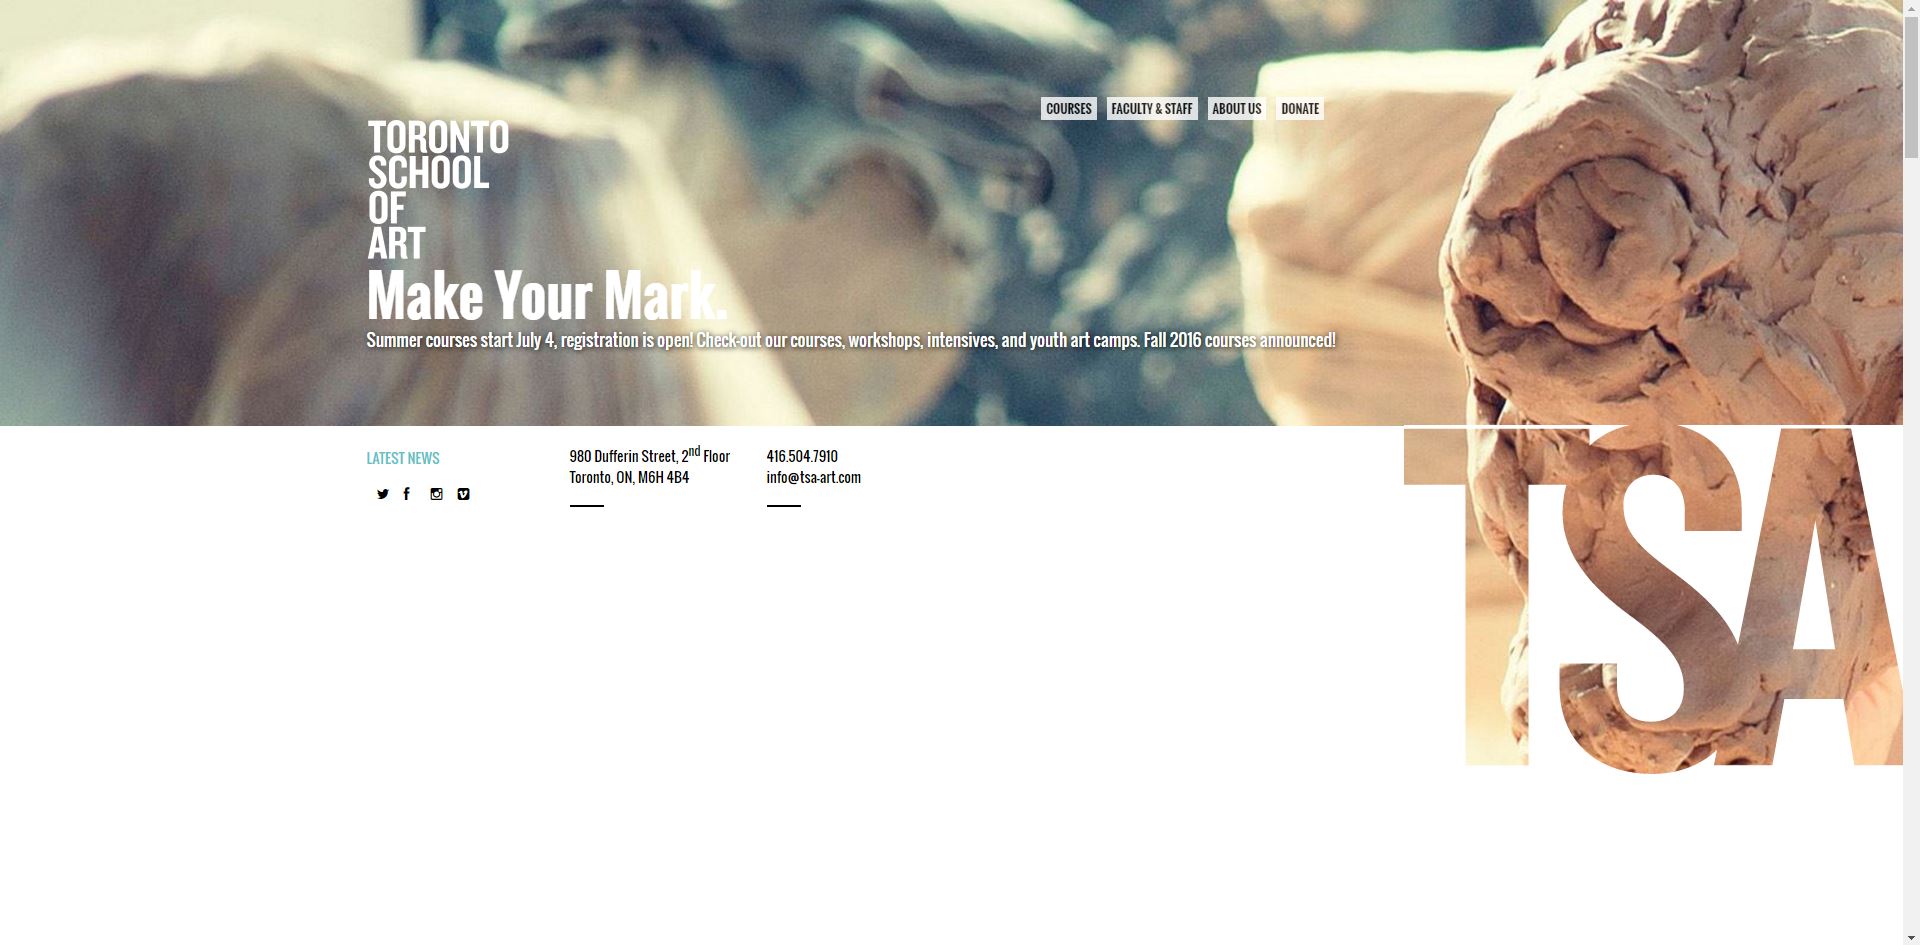 COURSES FACULTY & STAFF ABOUT US DONATE
TORONTO
SCHOOL
OF
ART
Make Your Mark.
Summer courses start July 4, registration is open! Check-out our courses, workshops, intensives, and youth art camps. Fall 2016 courses announced!
LATEST NEWS
980 Dufferin Street, 2nd Floor
Toronto, ON, M6H 4B4
416.504.7910
info@tsa-art.com
TSA